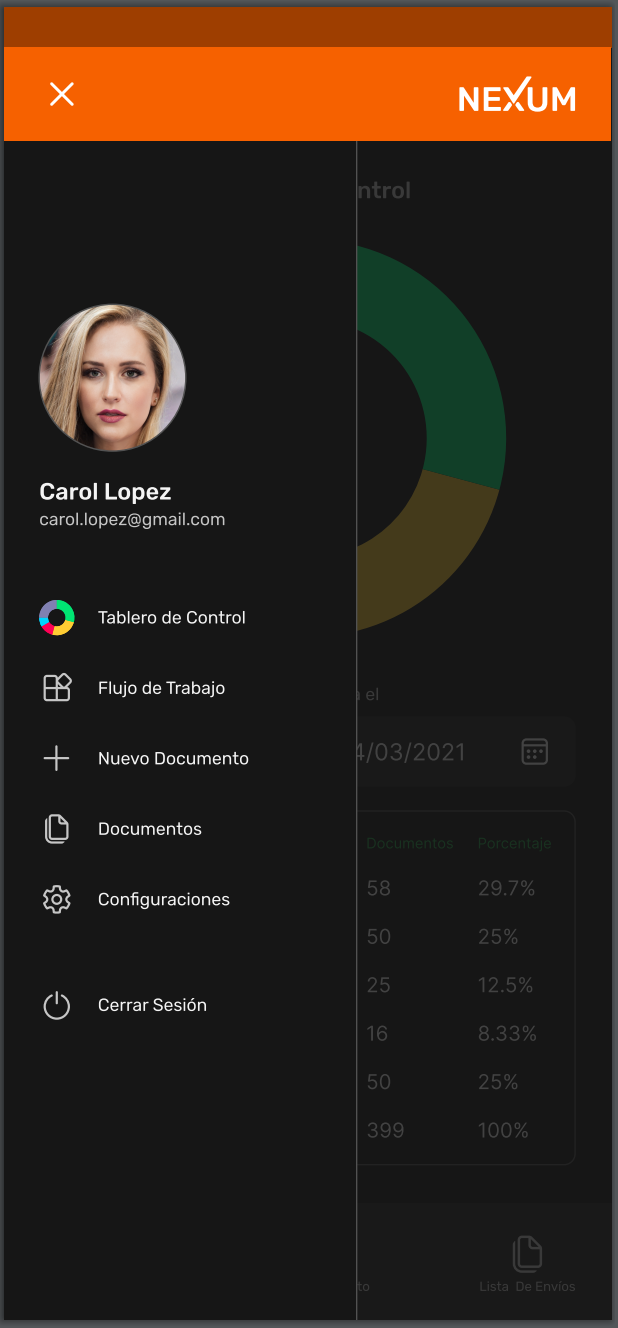 NEXUM
ntrol
Carol Lopez
carol.lopez@gmail.com
Tablero de Control
Flujo de Trabajo
Nuevo Documento
Documentos
Configuraciones
Cerrar Sesión
a el
4/03/2021
Documentos Porcentaje
58 29.7%
50 25%
25 12.5%
16 8.33%
50 25%
399 100%
to
Lista De Envíos